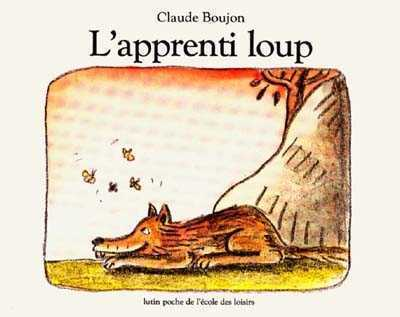 Claude Boujon
L'apprenti loup
lutin poche de l'école des loisirs